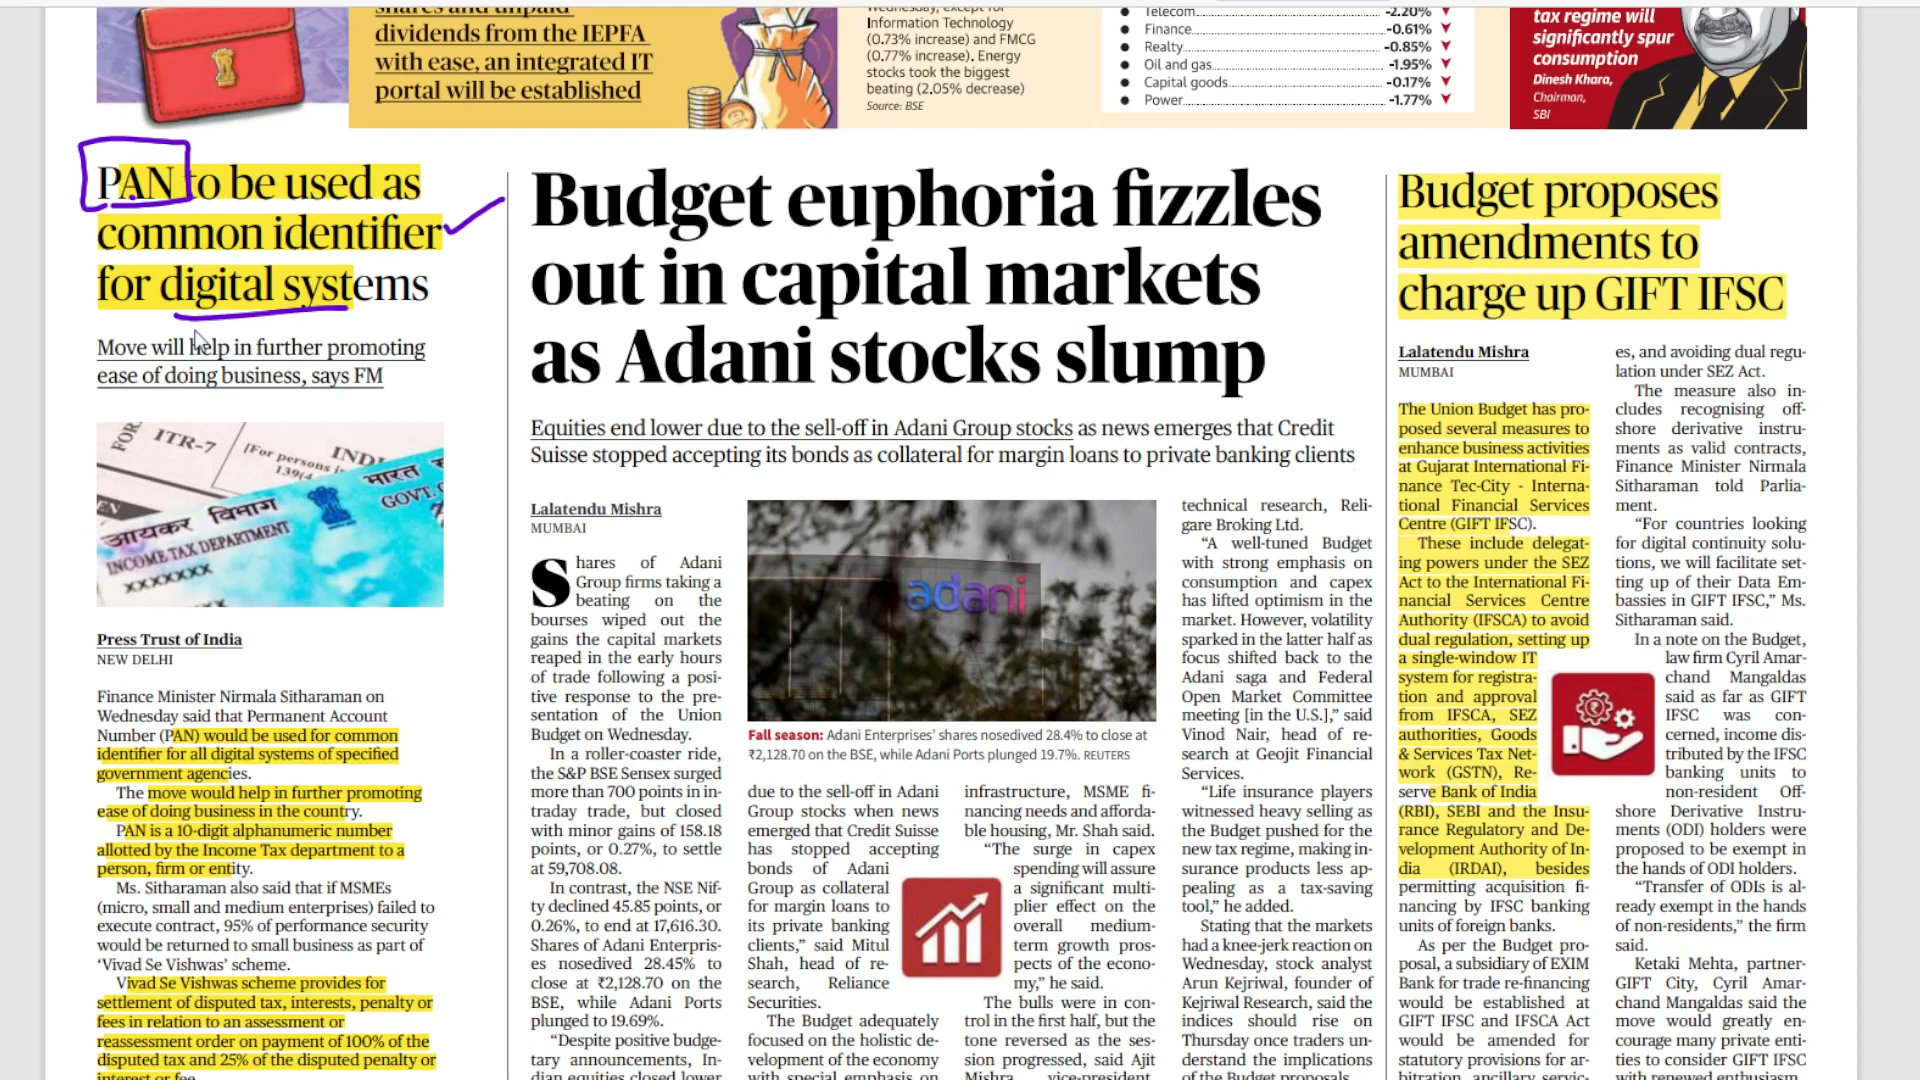 shares and unpaid
dividends from the IEPFA
with ease, an integrated IT
portal will be established
Wednesday, except for
Information Technology
(0.73% increase) and FMCG
(0.77% increase). Energy
stocks took the biggest
beating (2.05% decrease)
Source: BSE
Telecom -2.20%
Finance -0.61%
Realty -0.85%
Oil and gas -1.95%
Capital goods -0.17%
Power -1.77%
tax regime will
significantly spur
consumption
Dinesh Khara,
Chairman,
SBI
PAN to be used as
common identifier
for digital systems
Move will help in further promoting
ease of doing business, says FM
FOR
ITR-7
[For persons
139(4
INDI
भारत
GOVT.
आयकर विभाग
INCOME TAX DEPARTMENT
XXXXXXX
Press Trust of India
NEW DELHI
Finance Minister Nirmala Sitharaman on
Wednesday said that Permanent Account
Number (PAN) would be used for common
identifier for all digital systems of specified
government agencies.
The move would help in further promoting
ease of doing business in the country.
PAN is a 10-digit alphanumeric number
allotted by the Income Tax department to a
person, firm or entity.
Ms. Sitharaman also said that if MSMEs
(micro, small and medium enterprises) failed to
execute contract, 95% of performance security
would be returned to small business as part of
‘Vivad Se Vishwas’ scheme.
Vivad Se Vishwas scheme provides for
settlement of disputed tax, interests, penalty or
fees in relation to an assessment or
reassessment order on payment of 100% of the
disputed tax and 25% of the disputed penalty or
interest or fee.
Budget euphoria fizzles
out in capital markets
as Adani stocks slump
Equities end lower due to the sell-off in Adani Group stocks as news emerges that Credit
Suisse stopped accepting its bonds as collateral for margin loans to private banking clients
Lalatendu Mishra
MUMBAI
Shares of Adani
Group firms taking a
beating on the
bourses wiped out the
gains the capital markets
reaped in the early hours
of trade following a posi-
tive response to the pre-
sentation of the Union
Budget on Wednesday.
In a roller-coaster ride,
the S&P BSE Sensex surged
more than 700 points in in-
traday trade, but closed
with minor gains of 158.18
points, or 0.27%, to settle
at 59,708.08.
In contrast, the NSE Nif-
ty declined 45.85 points, or
0.26%, to end at 17,616.30.
Shares of Adani Enterpris-
es nosedived 28.45% to
close at ₹2,128.70 on the
BSE, while Adani Ports
plunged to 19.69%.
“Despite positive budge-
tary announcements, In-
dian equities closed lower
adani
Fall season: Adani Enterprises’ shares nosedived 28.4% to close at
₹2,128.70 on the BSE, while Adani Ports plunged 19.7%. REUTERS
due to the sell-off in Adani
Group stocks when news
emerged that Credit Suisse
has stopped accepting
bonds of Adani
Group as collateral
for margin loans to
its private banking
clients,” said Mitul
Shah, head of re-
search, Reliance
Securities.
The Budget adequately
focused on the holistic de-
velopment of the economy
with special emphasis on
infrastructure, MSME fi-
nancing needs and afforda-
ble housing, Mr. Shah said.
“The surge in capex
spending will assure
a significant multi-
plier effect on the
overall medium-
term growth pros-
pects of the econo-
my,” he said.
The bulls were in con-
trol in the first half, but the
tone reversed as the ses-
sion progressed, said Ajit
Mishra, vice-president,
technical research, Reli-
gare Broking Ltd.
“A well-tuned Budget
with strong emphasis on
consumption and capex
has lifted optimism in the
market. However, volatility
sparked in the latter half as
focus shifted back to the
Adani saga and Federal
Open Market Committee
meeting [in the U.S.],” said
Vinod Nair, head of re-
search at Geojit Financial
Services.
“Life insurance players
witnessed heavy selling as
the Budget pushed for the
new tax regime, making in-
surance products less ap-
pealing as a tax-saving
tool,” he added.
Stating that the markets
had a knee-jerk reaction on
Wednesday, stock analyst
Arun Kejriwal, founder of
Kejriwal Research, said the
indices should rise on
Thursday once traders un-
derstand the implications
of the Budget proposals.
Budget proposes
amendments to
charge up GIFT IFSC
Lalatendu Mishra
MUMBAI
The Union Budget has pro-
posed several measures to
enhance business activities
at Gujarat International Fi-
nance Tec-City - Interna-
tional Financial Services
Centre (GIFT IFSC).
These include delegat-
ing powers under the SEZ
Act to the International Fi-
nancial Services Centre
Authority (IFSCA) to avoid
dual regulation, setting up
a single-window IT
system for registra-
tion and approval
from IFSCA, SEZ
authorities, Goods
& Services Tax Net-
work (GSTN), Re-
serve Bank of India
(RBI), SEBI and the Insu-
rance Regulatory and De-
velopment Authority of In-
dia (IRDAI), besides
permitting acquisition fi-
nancing by IFSC banking
units of foreign banks.
As per the Budget pro-
posal, a subsidiary of EXIM
Bank for trade re-financing
would be established at
GIFT IFSC and IFSCA Act
would be amended for
statutory provisions for ar-
bitration, ancillary servic-
es, and avoiding dual regu-
lation under SEZ Act.
The measure also in-
cludes recognising off-
shore derivative instru-
ments as valid contracts,
Finance Minister Nirmala
Sitharaman told Parlia-
ment.
“For countries looking
for digital continuity solu-
tions, we will facilitate set-
ting up of their Data Em-
bassies in GIFT IFSC,” Ms.
Sitharaman said.
In a note on the Budget,
law firm Cyril Amar-
chand Mangaldas
said as far as GIFT
IFSC was con-
cerned, income dis-
tributed by the IFSC
banking units to
non-resident Off-
shore Derivative Instru-
ments (ODI) holders were
proposed to be exempt in
the hands of ODI holders.
“Transfer of ODIs is al-
ready exempt in the hands
of non-residents,” the firm
said.
Ketaki Mehta, partner-
GIFT City, Cyril Amar-
chand Mangaldas said the
move would greatly en-
courage many private enti-
ties to consider GIFT IFSC
with renewed enthusiasm.